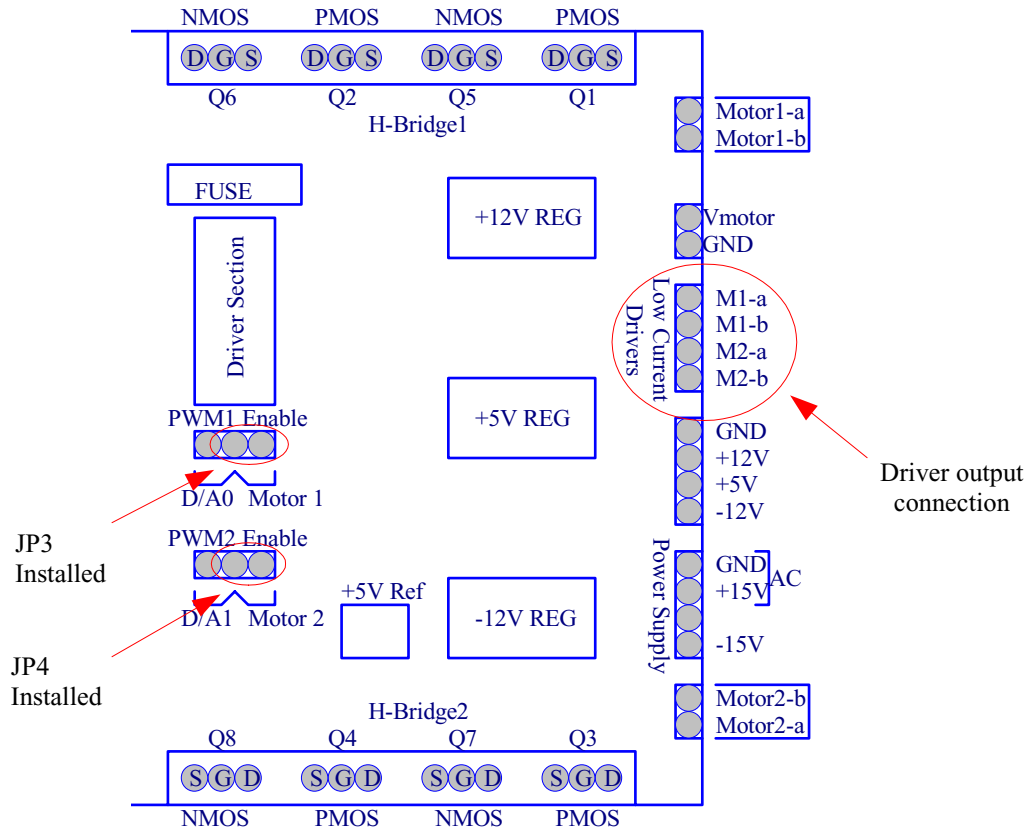 NMOS PMOS NMOS PMOS
D G S D G S D G S D G S
Q6 Q2 Q5 Q1
H-Bridge1
Motor1-a
Motor1-b
FUSE
+12V REG
Vmotor
GND
Driver Section
Low Current
Drivers
M1-a
M1-b
M2-a
M2-b
PWM1 Enable
+5V REG
GND
+12V
+5V
-12V
Driver output
connection
D/A0 Motor 1
JP3
Installed
PWM2 Enable
D/A1 Motor 2
JP4
Installed
+5V Ref
-12V REG
Power Supply
GND
+15V
AC
-15V
Motor2-b
Motor2-a
H-Bridge2
Q8 Q4 Q7 Q3
S G D S G D S G D S G D
NMOS PMOS NMOS PMOS